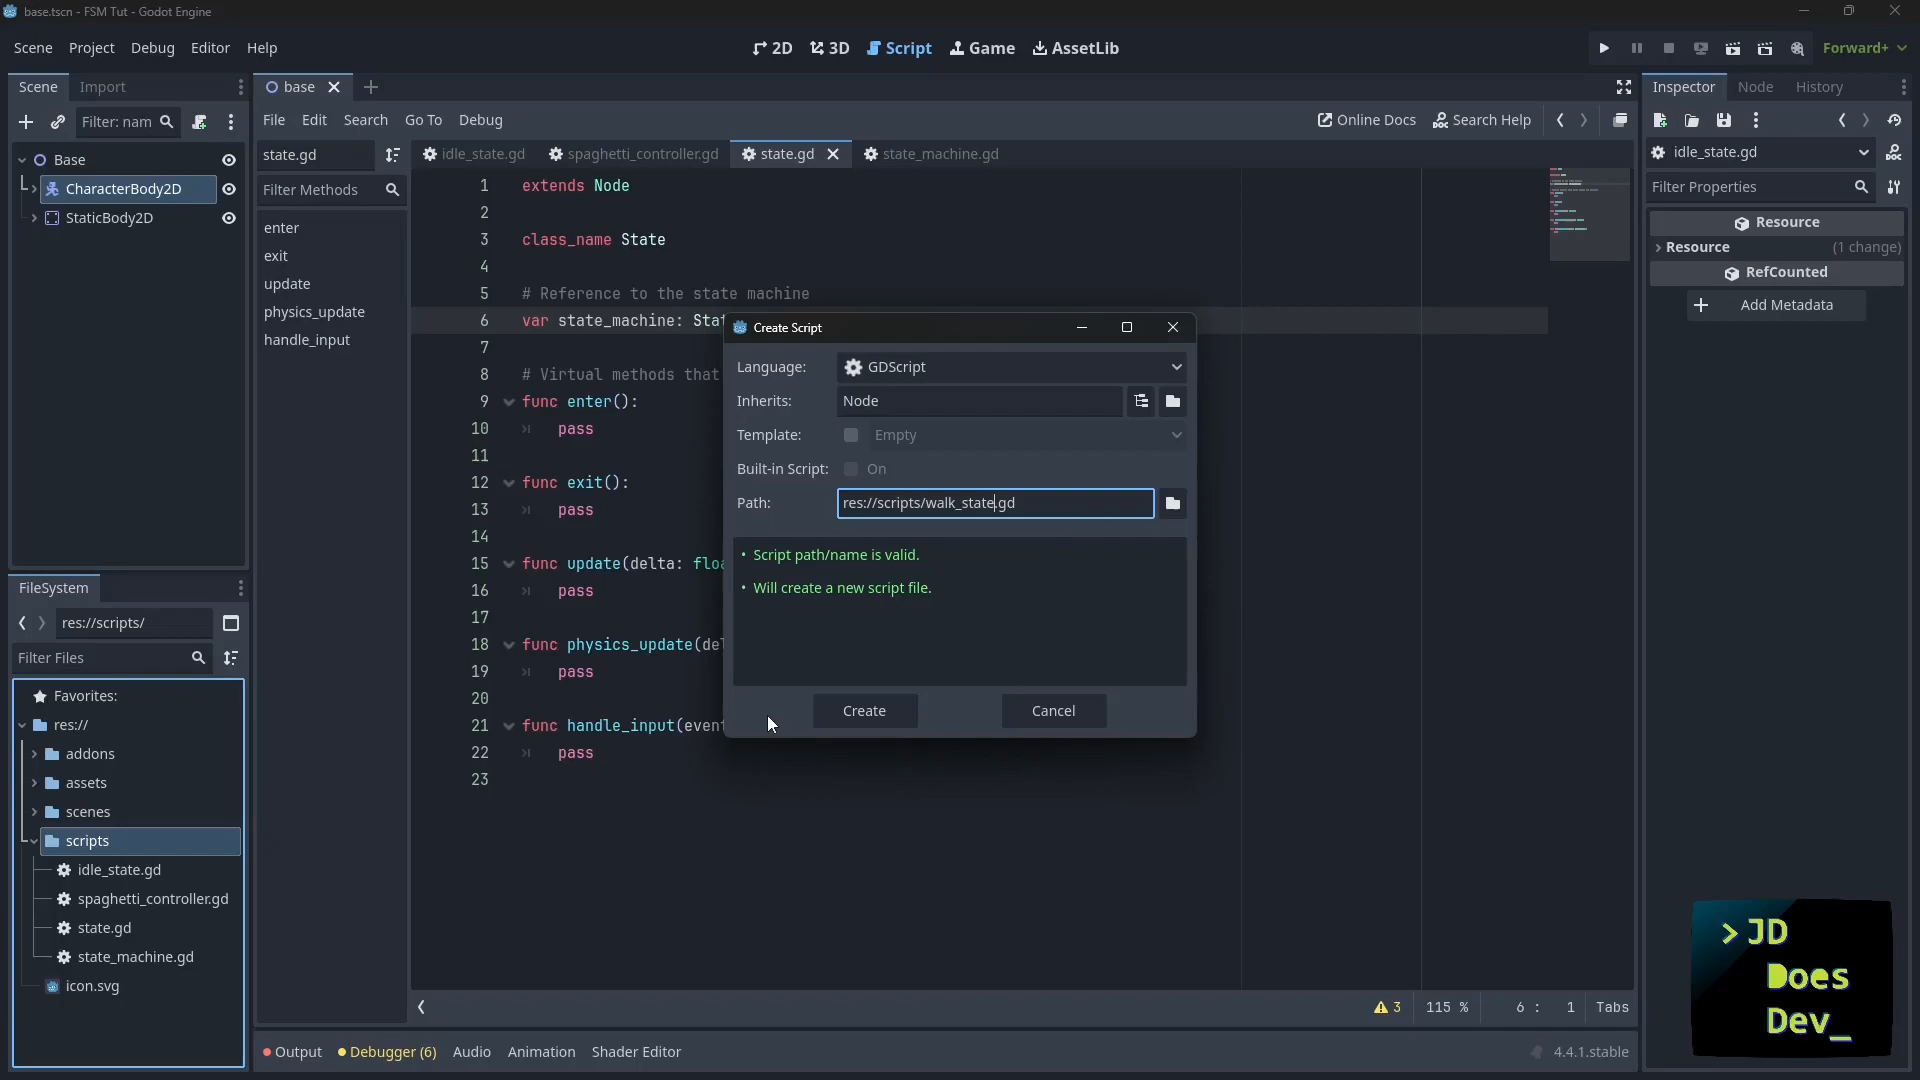 base.tscn - FSM Tut - Godot Engine
Scene Project Debug Editor Help
2D 3D Script Game AssetLib
Forward+
Scene Import
base
Inspector Node History
Filter: nam
File Edit Search Go To Debug
Online Docs Search Help
Base
CharacterBody2D
StaticBody2D
state.gd
Filter Methods
enter
exit
update
physics_update
handle_input
idle_state.gd spaghetti_controller.gd state.gd state_machine.gd
1 extends Node
2
3 class_name State
4
5 # Reference to the state machine
6 var state_machine: Stat
7
8 # Virtual methods that
9 func enter():
10 pass
11
12 func exit():
13 pass
14
15 func update(delta: floa
16 pass
17
18 func physics_update(del
19 pass
20
21 func handle_input(event
22 pass
23
Create Script
Language: GDScript
Inherits: Node
Template: Empty
Built-in Script: On
Path: res://scripts/walk_state.gd
• Script path/name is valid.
• Will create a new script file.
Create Cancel
idle_state.gd
Filter Properties
Resource
Resource (1 change)
RefCounted
Add Metadata
FileSystem
res://scripts/
Filter Files
Favorites:
res://
addons
assets
scenes
scripts
idle_state.gd
spaghetti_controller.gd
state.gd
state_machine.gd
icon.svg
3 115 % 6 : 1 Tabs
Output Debugger (6) Audio Animation Shader Editor
4.4.1.stable
>JD
Does
Dev_